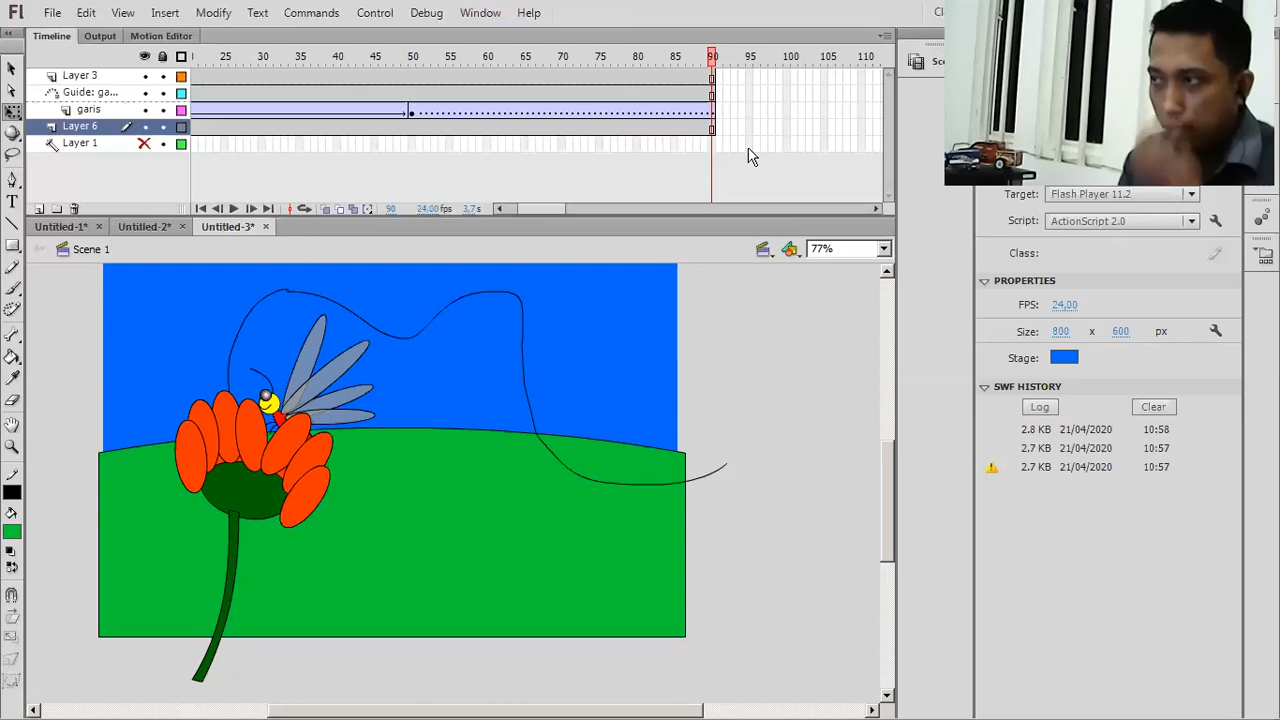 Fl File Edit View Insert Modify Text Commands Control Debug Window Help
Timeline Output Motion Editor
25 30 35 40 45 50 55 60 65 70 75 80 85 90 95 100 105 110
Layer 3
Guide: ga...
garis
Layer 6
Layer 1
90 24,00 fps 3,7 s
Untitled-1* × Untitled-2* × Untitled-3* ×
Scene 1 77%
Target: Flash Player 11.2
Script: ActionScript 2.0
Class:
PROPERTIES
FPS: 24,00
Size: 800 x 600 px
Stage:
SWF HISTORY
Log Clear
2.8 KB 21/04/2020 10:58
2.7 KB 21/04/2020 10:57
2.7 KB 21/04/2020 10:57